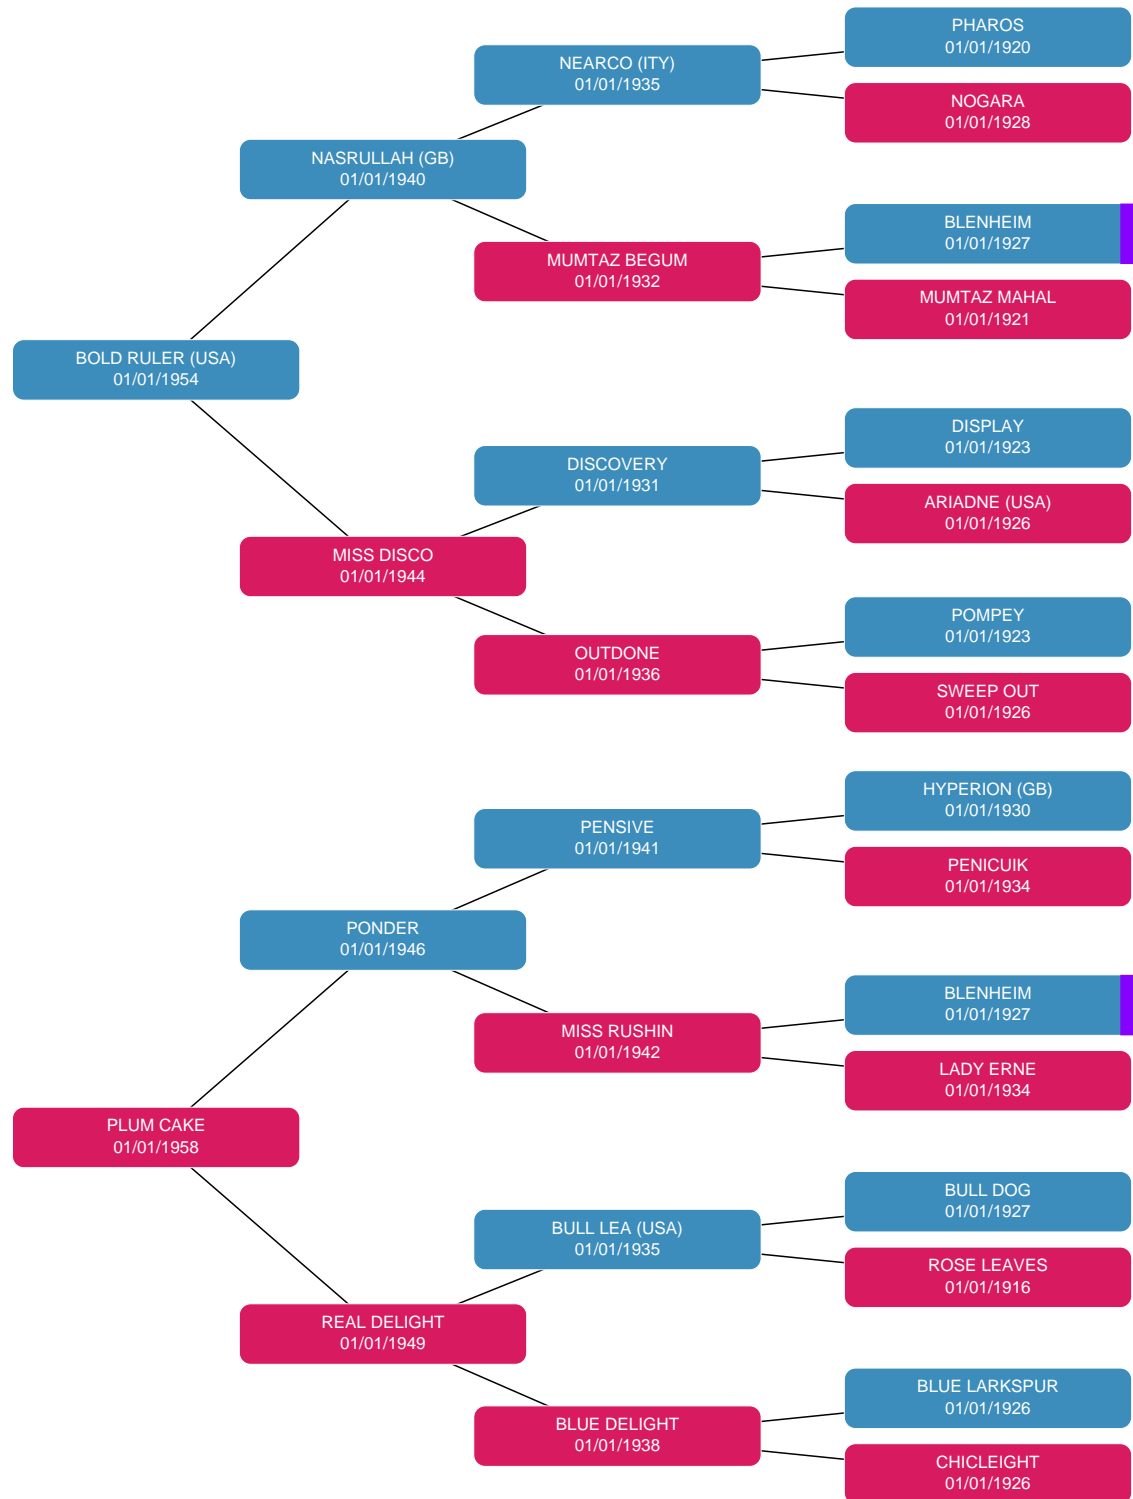 PHAROS
01/01/1920
NEARCO (ITY)
01/01/1935
NOGARA
01/01/1928
NASRULLAH (GB)
01/01/1940
BLENHEIM
01/01/1927
MUMTAZ BEGUM
01/01/1932
MUMTAZ MAHAL
01/01/1921
BOLD RULER (USA)
01/01/1954
DISPLAY
01/01/1923
DISCOVERY
01/01/1931
ARIADNE (USA)
01/01/1926
MISS DISCO
01/01/1944
POMPEY
01/01/1923
OUTDONE
01/01/1936
SWEEP OUT
01/01/1926
HYPERION (GB)
01/01/1930
PENSIVE
01/01/1941
PENICUIK
01/01/1934
PONDER
01/01/1946
BLENHEIM
01/01/1927
MISS RUSHIN
01/01/1942
LADY ERNE
01/01/1934
PLUM CAKE
01/01/1958
BULL DOG
01/01/1927
BULL LEA (USA)
01/01/1935
ROSE LEAVES
01/01/1916
REAL DELIGHT
01/01/1949
BLUE LARKSPUR
01/01/1926
BLUE DELIGHT
01/01/1938
CHICLEIGHT
01/01/1926